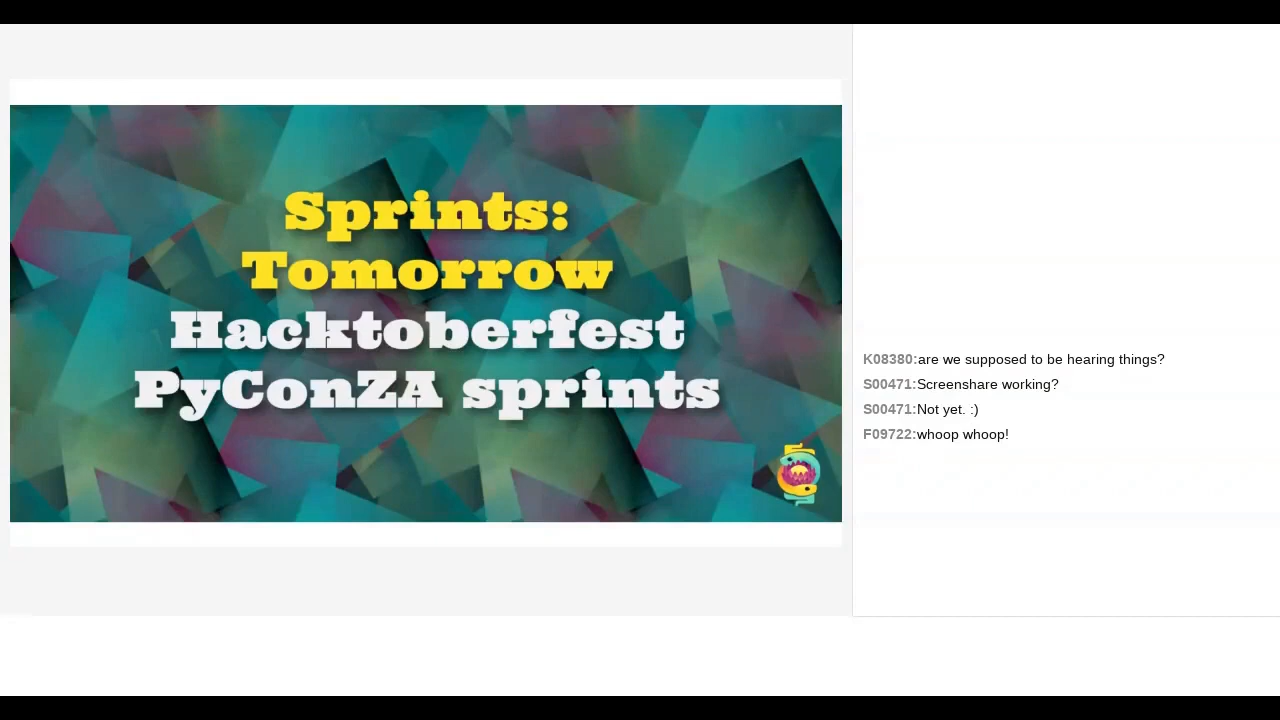 Sprints:
Tomorrow
Hacktoberfest
PyConZA sprints
K08380:are we supposed to be hearing things?
S00471:Screenshare working?
S00471:Not yet. :)
F09722:whoop whoop!